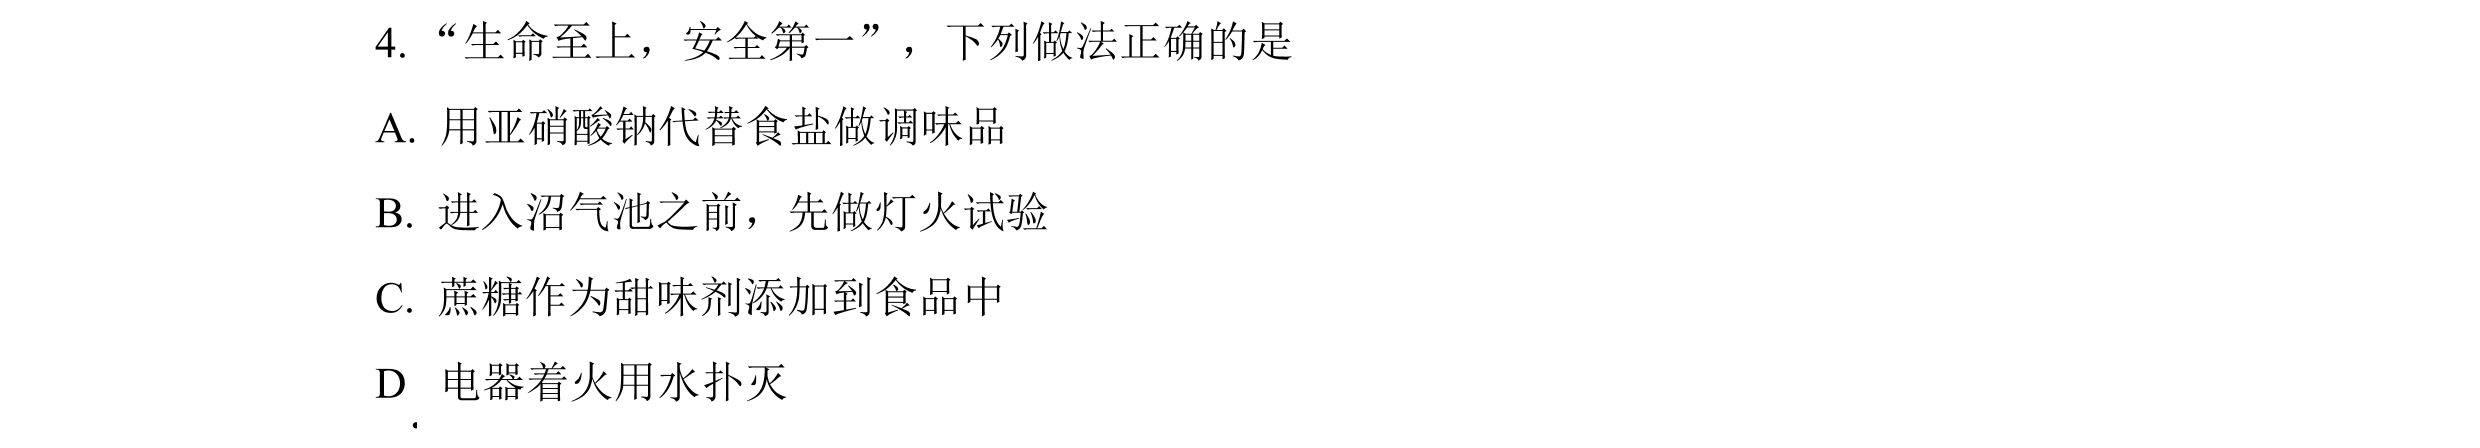 4. “生命至上，安全第一”，下列做法正确的是
A. 用亚硝酸钠代替食盐做调味品
B. 进入沼气池之前，先做灯火试验
C. 蔗糖作为甜味剂添加到食品中
D. 电器着火用水扑灭